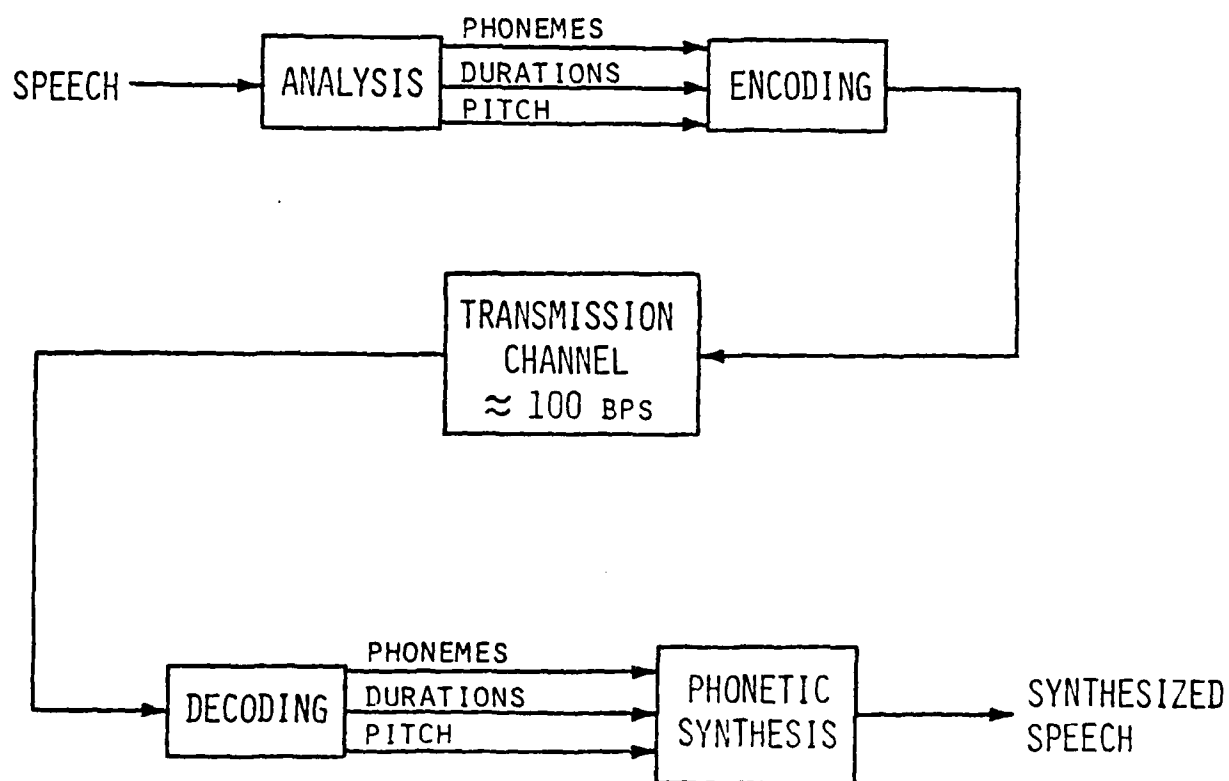 SPEECH
ANALYSIS
PHONEMES
DURATIONS
PITCH
ENCODING
TRANSMISSION
CHANNEL
≈ 100 BPS
DECODING
PHONEMES
DURATIONS
PITCH
PHONETIC
SYNTHESIS
SYNTHESIZED
SPEECH